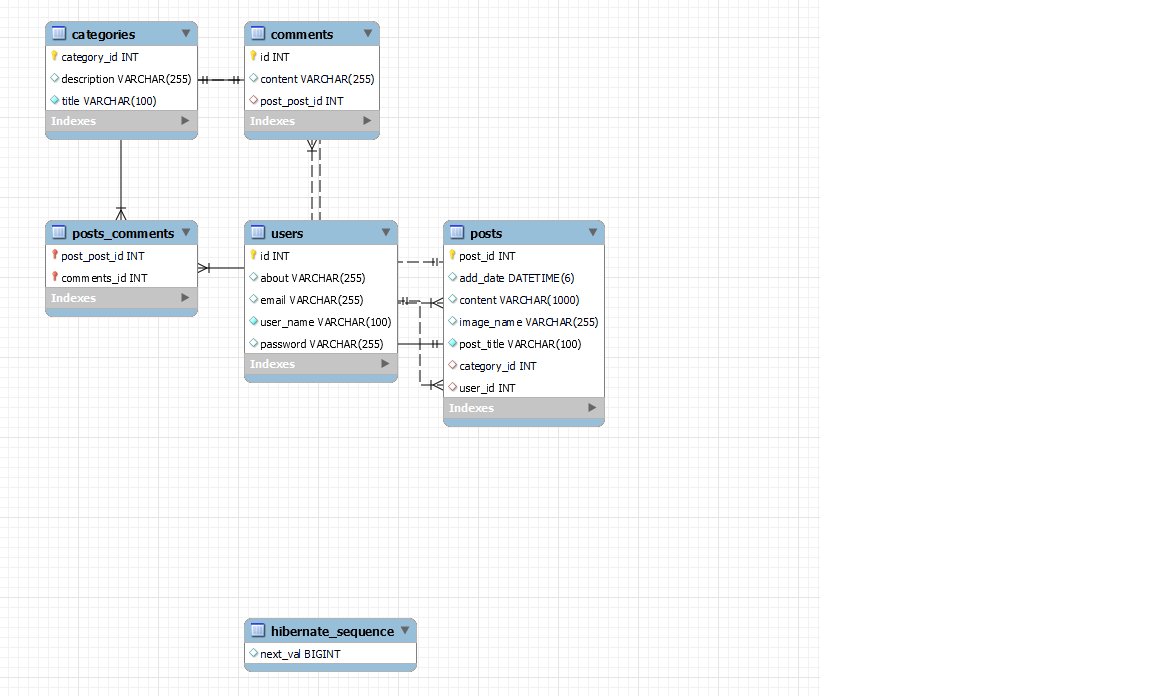 categories
category_id INT
description VARCHAR(255)
title VARCHAR(100)
Indexes
comments
id INT
content VARCHAR(255)
post_post_id INT
Indexes
posts_comments
post_post_id INT
comments_id INT
Indexes
users
id INT
about VARCHAR(255)
email VARCHAR(255)
user_name VARCHAR(100)
password VARCHAR(255)
Indexes
posts
post_id INT
add_date DATETIME(6)
content VARCHAR(1000)
image_name VARCHAR(255)
post_title VARCHAR(100)
category_id INT
user_id INT
Indexes
hibernate_sequence
next_val BIGINT